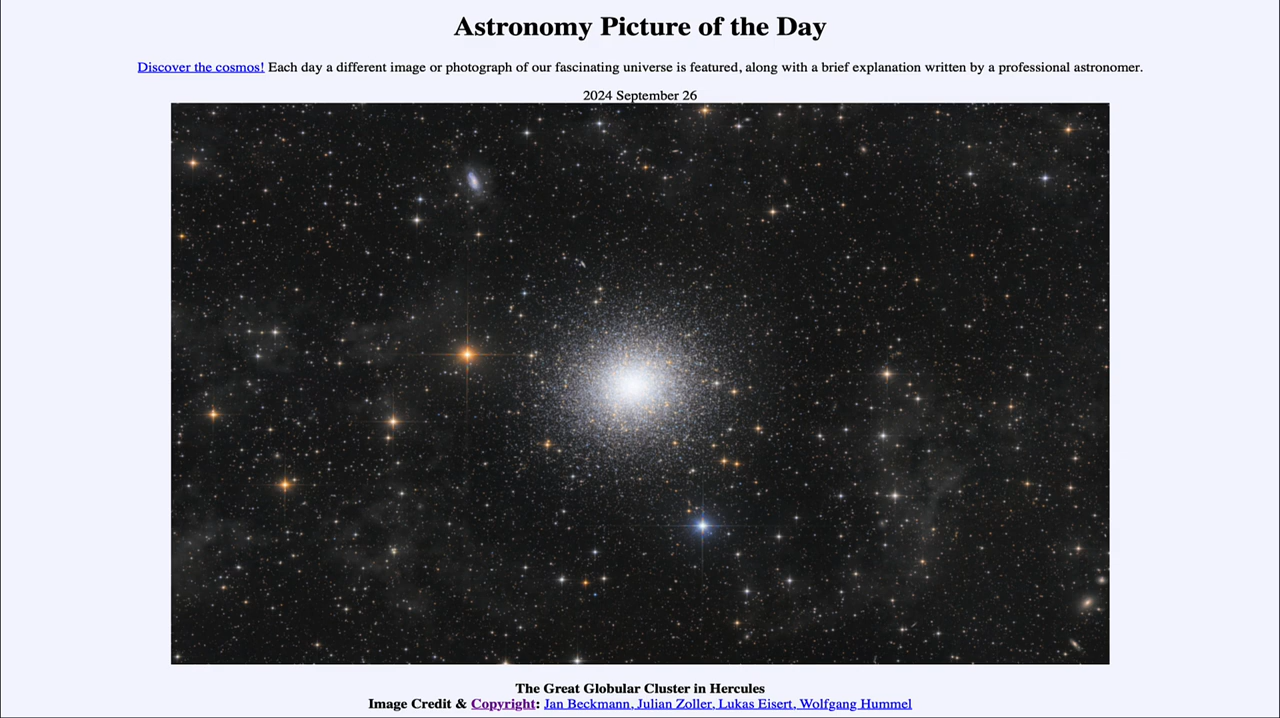 Astronomy Picture of the Day
Discover the cosmos! Each day a different image or photograph of our fascinating universe is featured, along with a brief explanation written by a professional astronomer.
2024 September 26
The Great Globular Cluster in Hercules
Image Credit & Copyright: Jan Beckmann, Julian Zoller, Lukas Eisert, Wolfgang Hummel